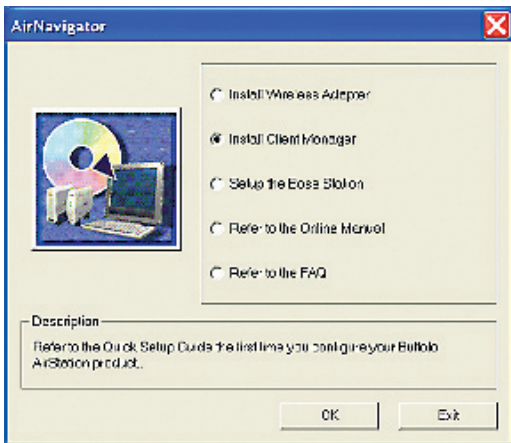 AirNavigator
Install Wireless Adapter
Install Client Manager
Setup the Base Station
Refer to the Online Manual
Refer to the FAQ
Description
Refer to the Quick Setup Guide the first time you configure your Buffalo
AirStation product..
OK
Exit